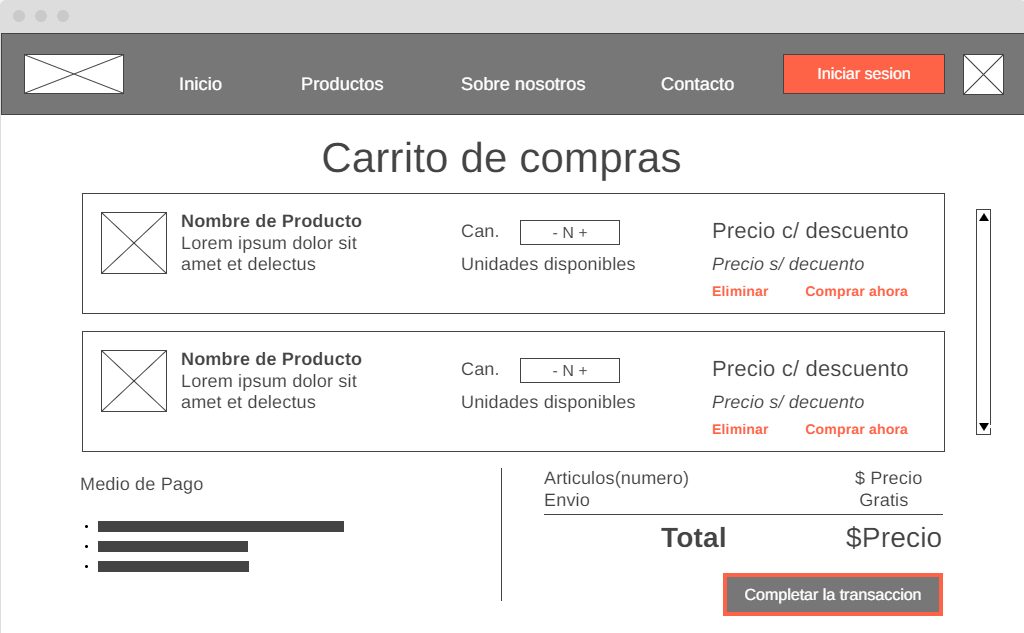 Inicio Productos Sobre nosotros Contacto Iniciar sesion
Carrito de compras
Nombre de Producto
Lorem ipsum dolor sit
amet et delectus
Can. - N +
Unidades disponibles
Precio c/ descuento
Precio s/ decuento
Eliminar Comprar ahora
Nombre de Producto
Lorem ipsum dolor sit
amet et delectus
Can. - N +
Unidades disponibles
Precio c/ descuento
Precio s/ decuento
Eliminar Comprar ahora
Medio de Pago
Articulos(numero) $ Precio
Envio Gratis
Total $Precio
Completar la transaccion